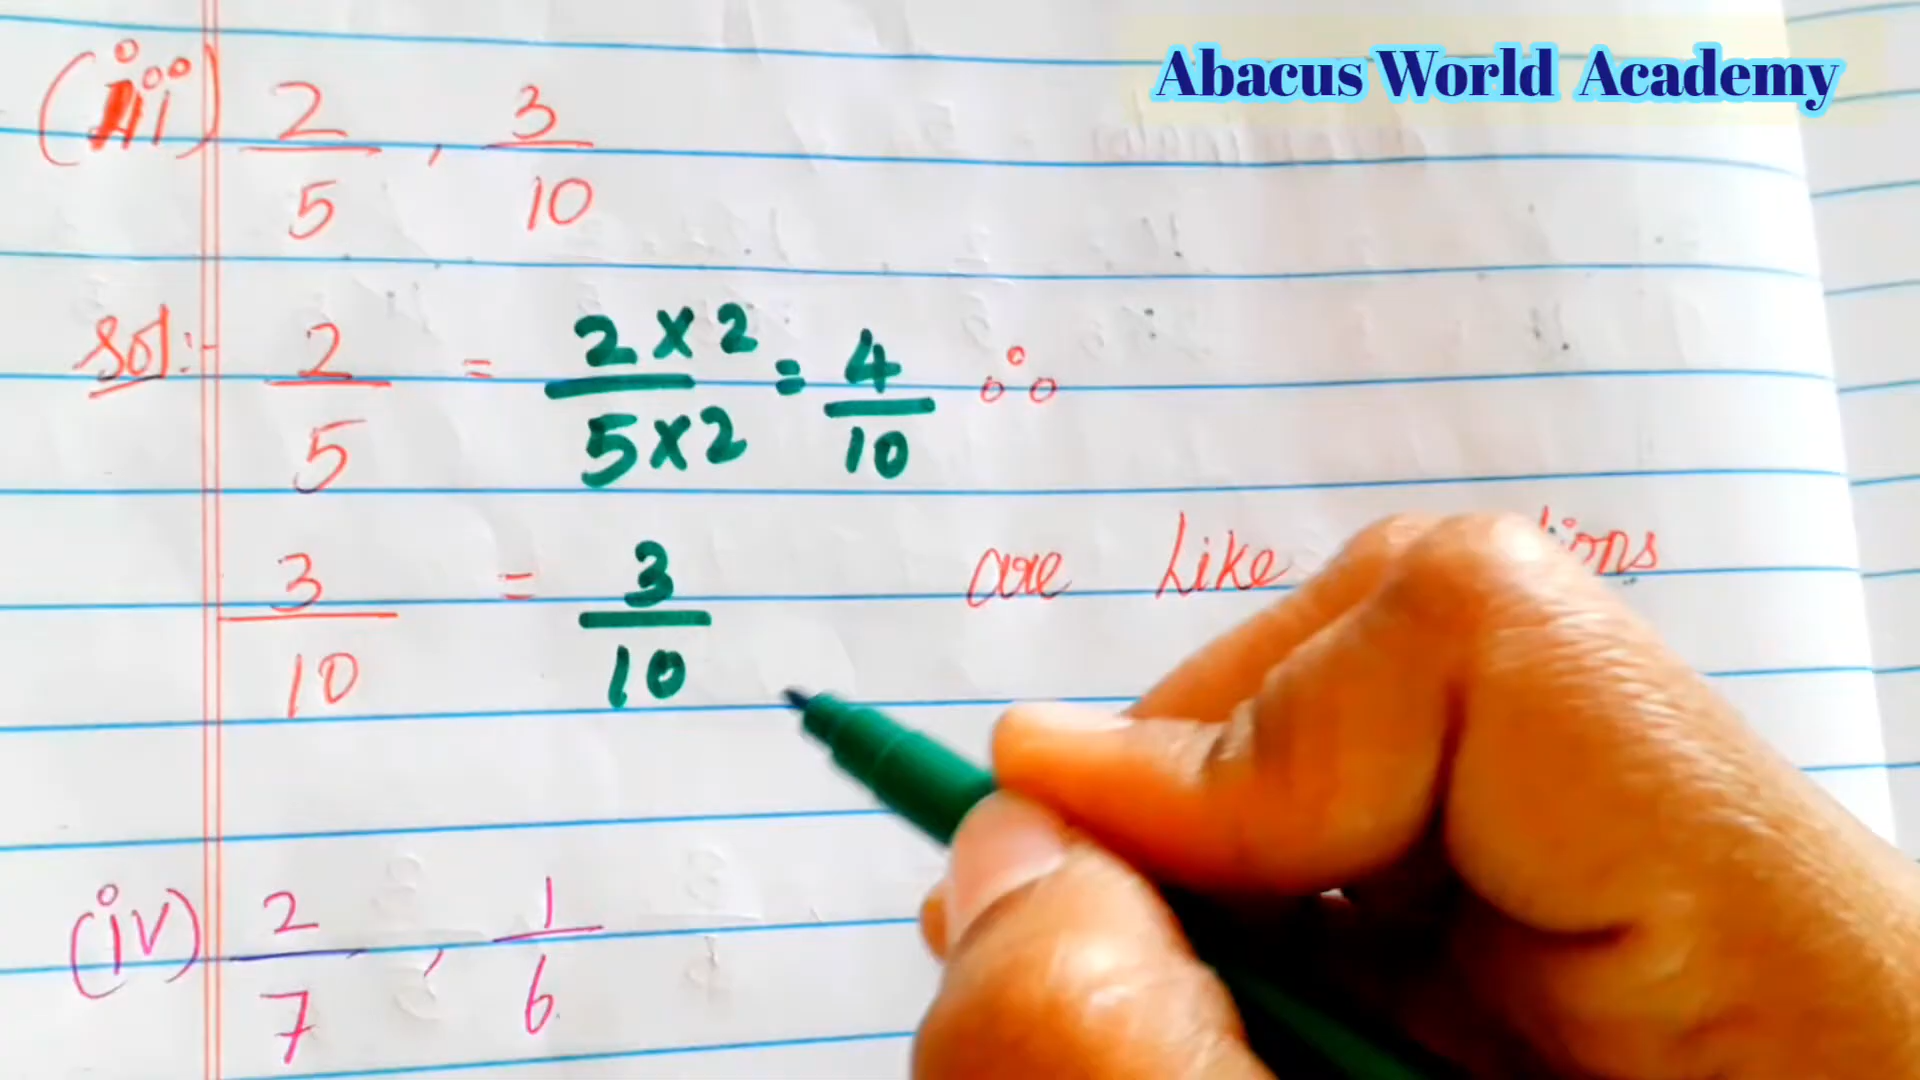 Abacus World Academy
(iii) 2/5 , 3/10
Sol:- 2/5 = 2×2/5×2 = 4/10 ∴
3/10 = 3/10 are like
(iv) 2/7 , 1/6